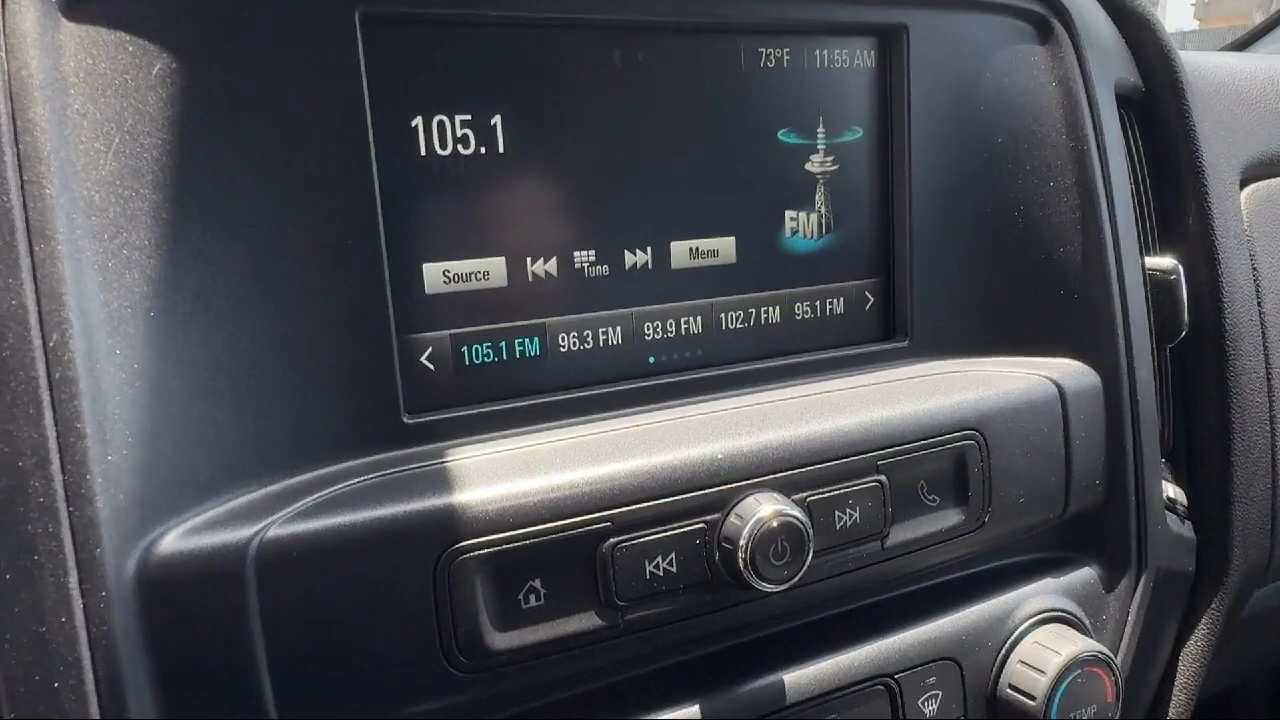 73°F 11:55 AM
105.1
FM
Source Tune Menu
105.1 FM 96.3 FM 93.9 FM 102.7 FM 95.1 FM
TEMP